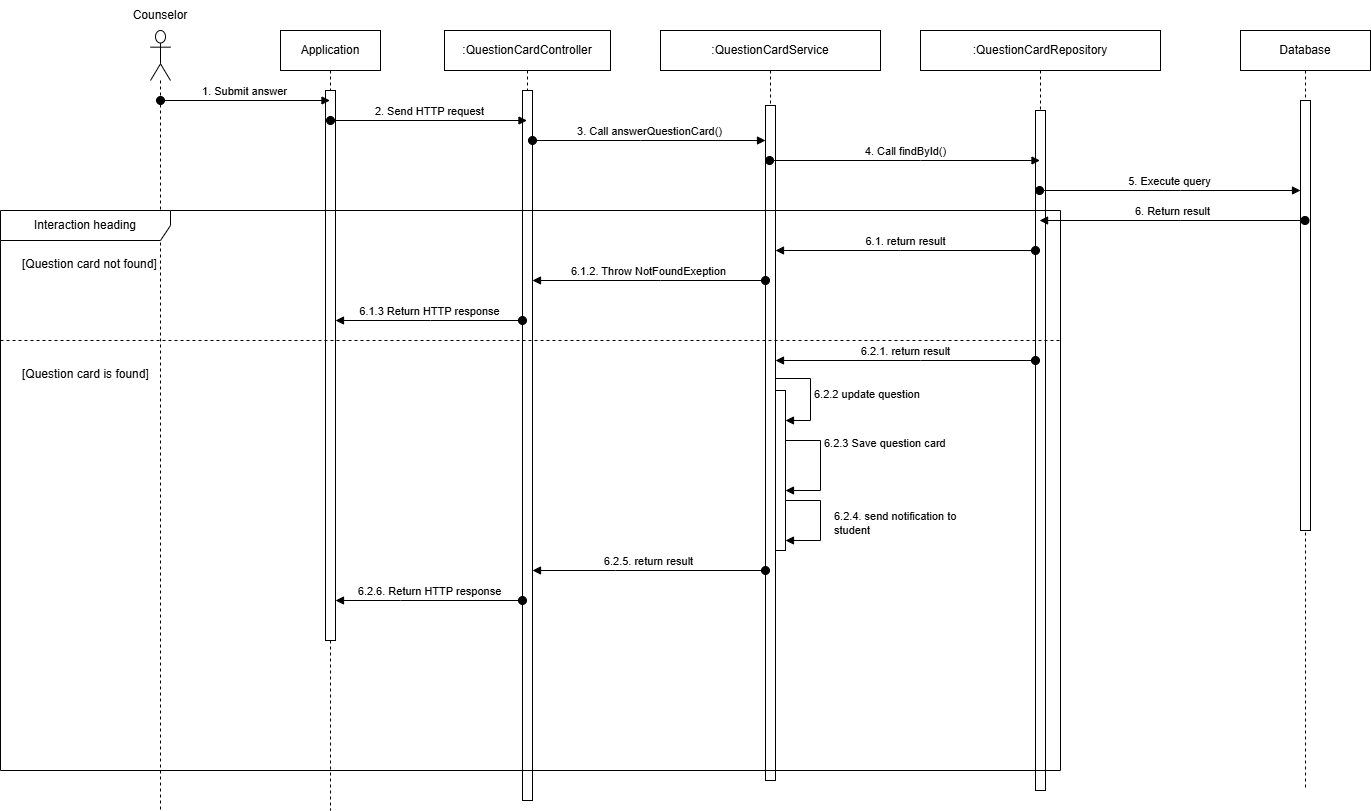 Counselor
Application
:QuestionCardController
:QuestionCardService
:QuestionCardRepository
Database
1. Submit answer
2. Send HTTP request
3. Call answerQuestionCard()
4. Call findById()
5. Execute query
6. Return result
Interaction heading
6.1. return result
[Question card not found]
6.1.2. Throw NotFoundExeption
6.1.3 Return HTTP response
6.2.1. return result
[Question card is found]
6.2.2 update question
6.2.3 Save question card
6.2.4. send notification to
student
6.2.5. return result
6.2.6. Return HTTP response